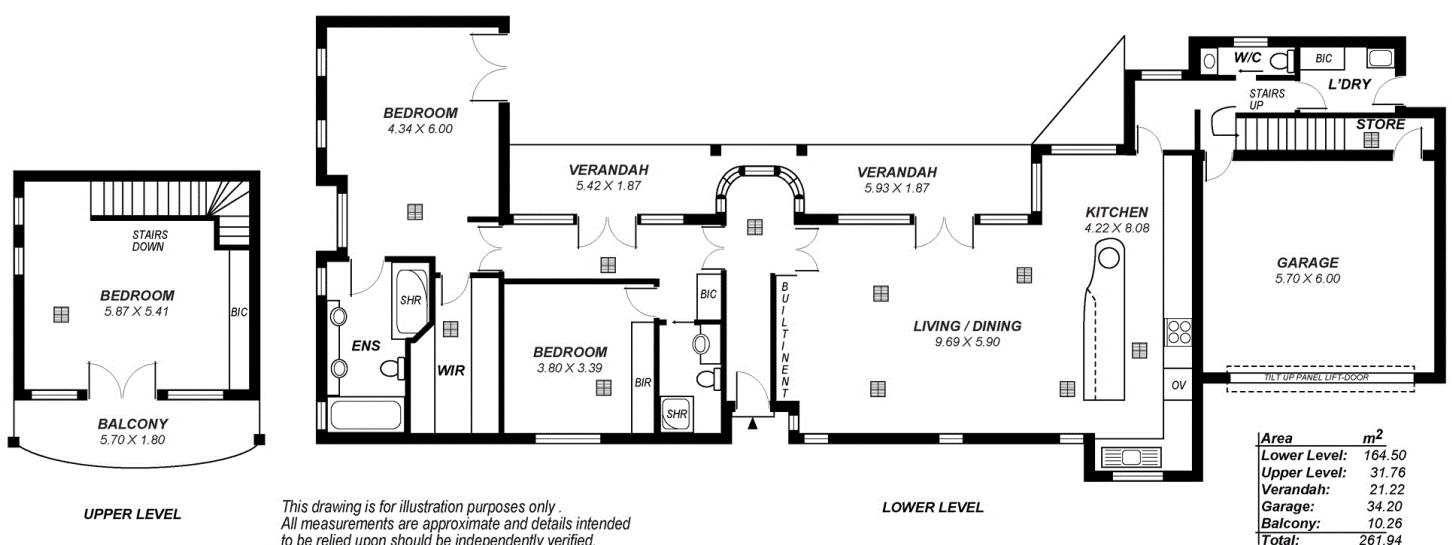 UPPER LEVEL
STAIRS
DOWN
BEDROOM
5.87 X 5.41
BIC
BALCONY
5.70 X 1.80
LOWER LEVEL
BEDROOM
4.34 X 6.00
VERANDAH
5.42 X 1.87
VERANDAH
5.93 X 1.87
KITCHEN
4.22 X 8.08
W/C
BIC
L'DRY
STAIRS
UP
STORE
GARAGE
5.70 X 6.00
TILT UP PANEL LIFT-DOOR
SHR
ENS
WIR
BEDROOM
3.80 X 3.39
BIR
BIC
SHR
BUILTINENT
LIVING / DINING
9.69 X 5.90
OV
This drawing is for illustration purposes only .
All measurements are approximate and details intended
to be relied upon should be independently verified.
Area m2
Lower Level: 164.50
Upper Level: 31.76
Verandah: 21.22
Garage: 34.20
Balcony: 10.26
Total: 261.94